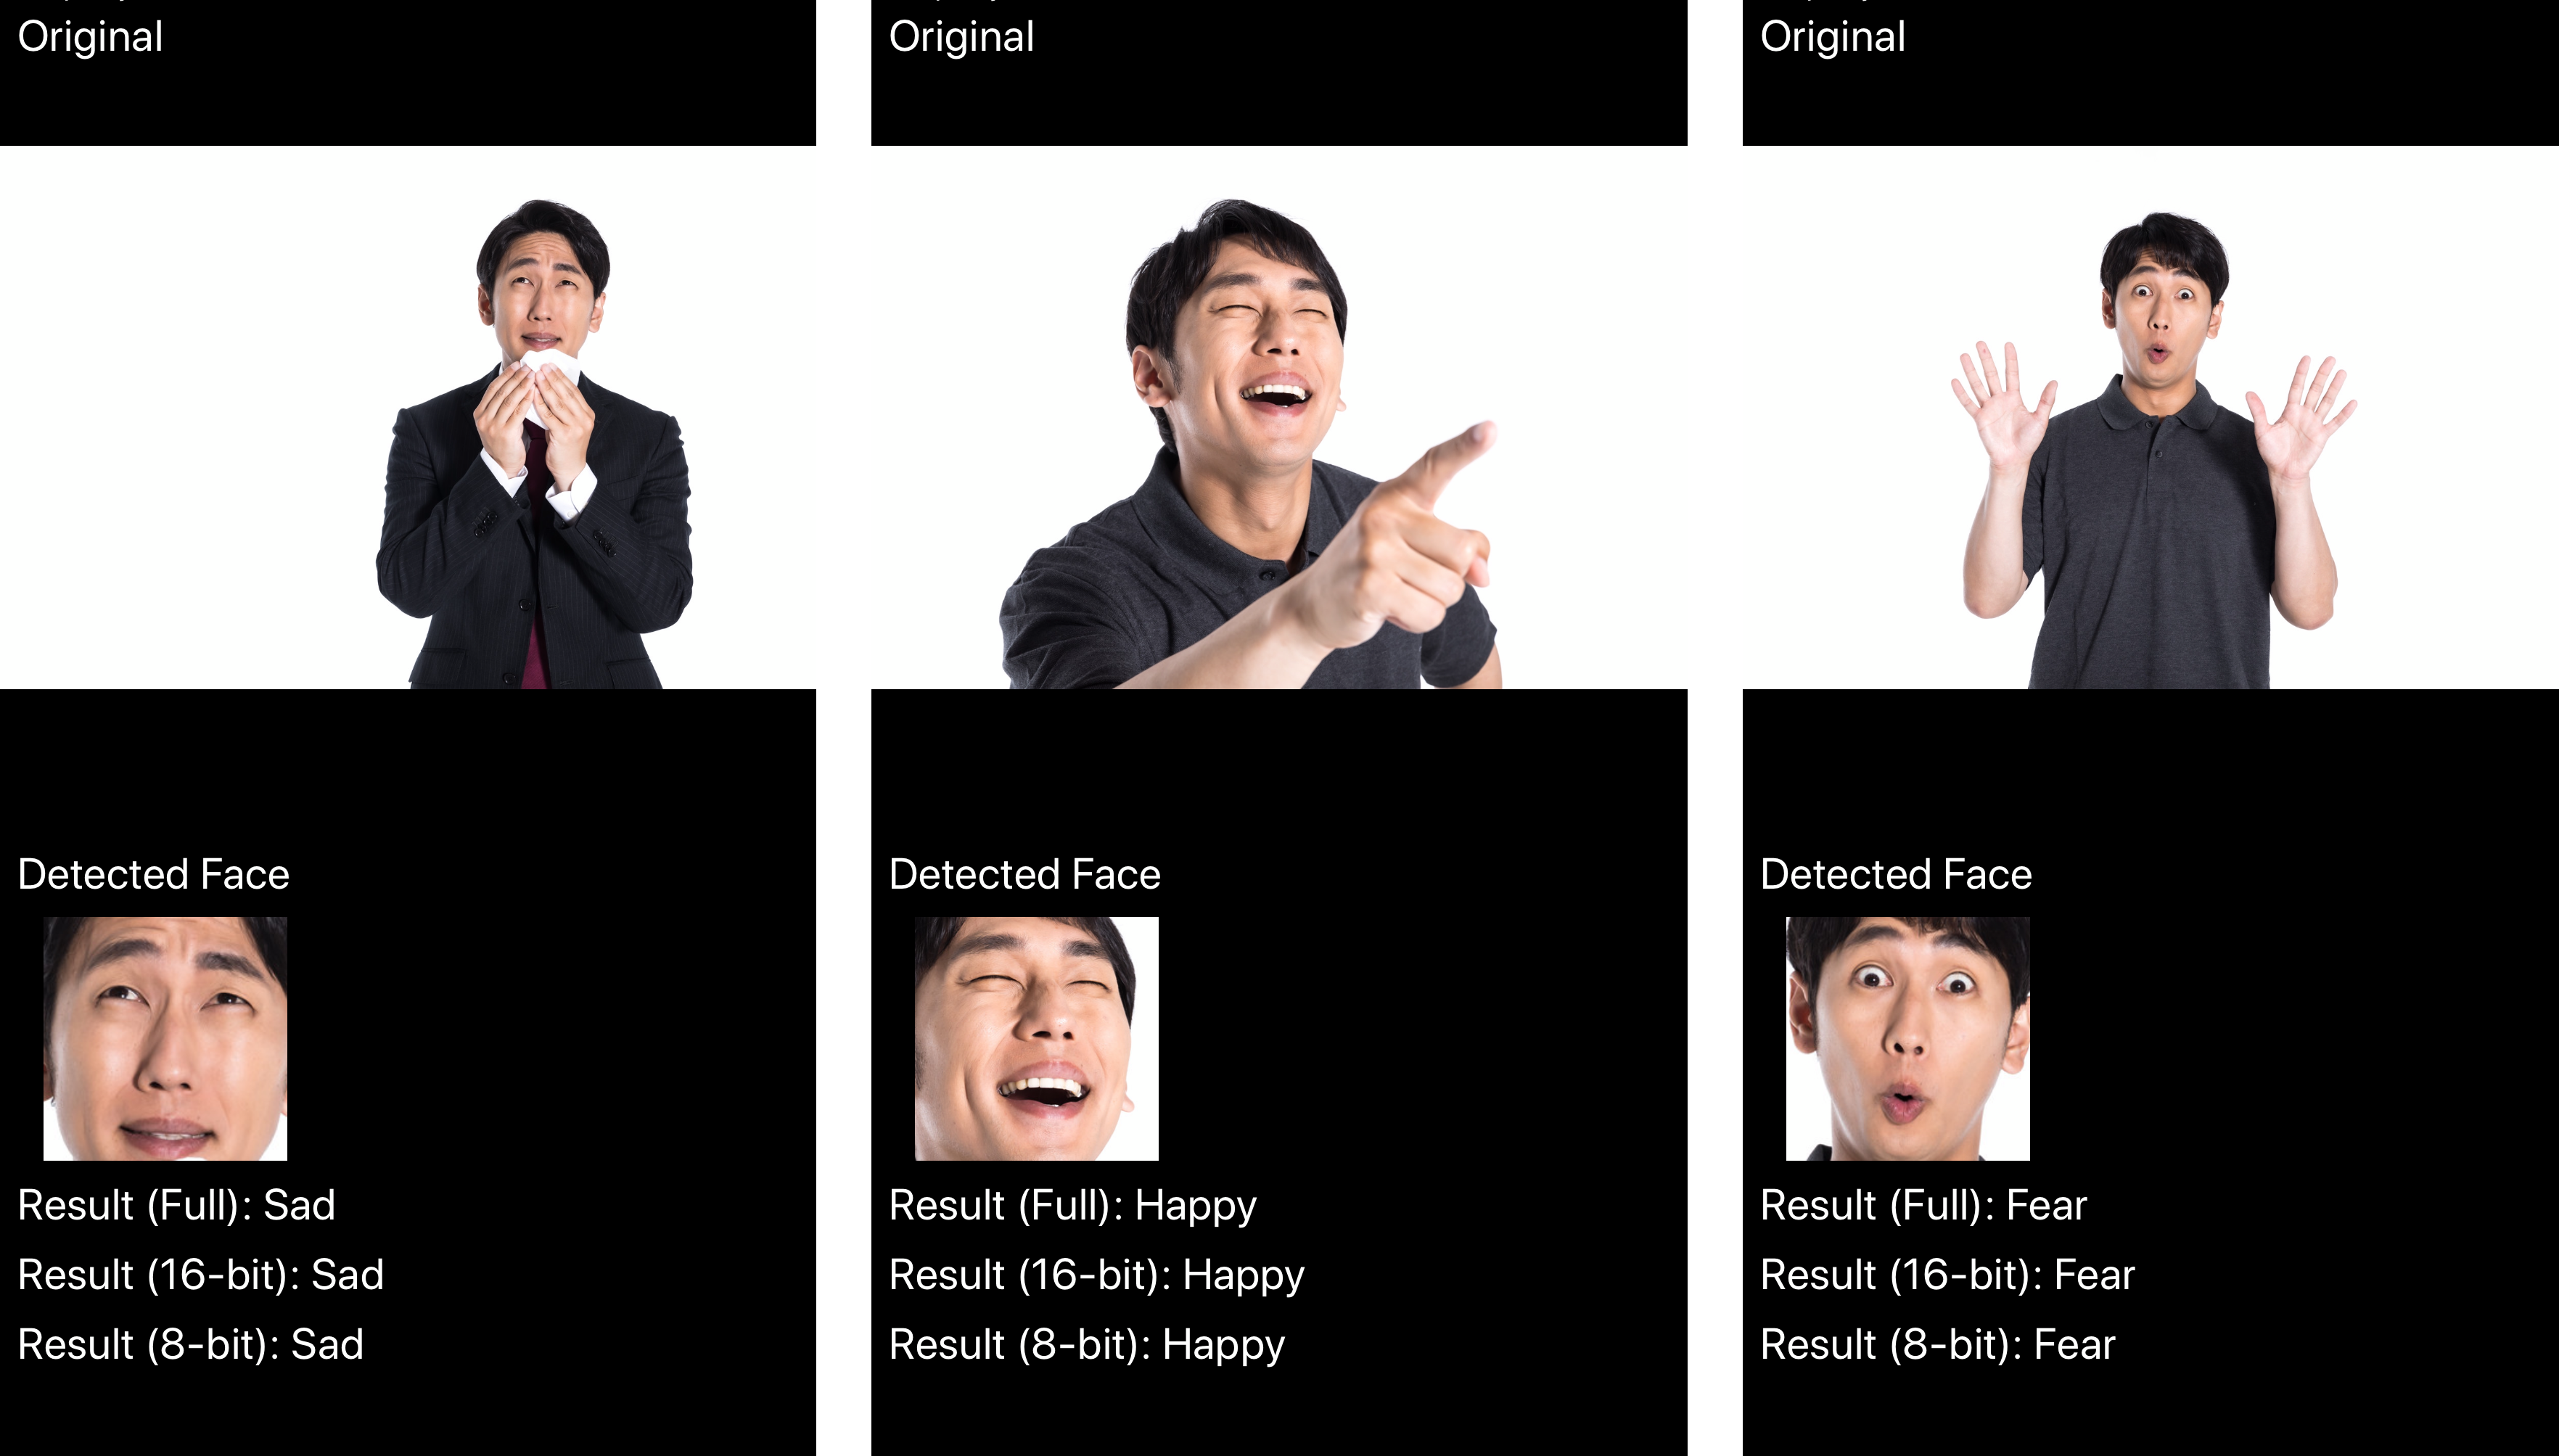 Original
Detected Face
Result (Full): Sad
Result (16-bit): Sad
Result (8-bit): Sad
Original
Detected Face
Result (Full): Happy
Result (16-bit): Happy
Result (8-bit): Happy
Original
Detected Face
Result (Full): Fear
Result (16-bit): Fear
Result (8-bit): Fear